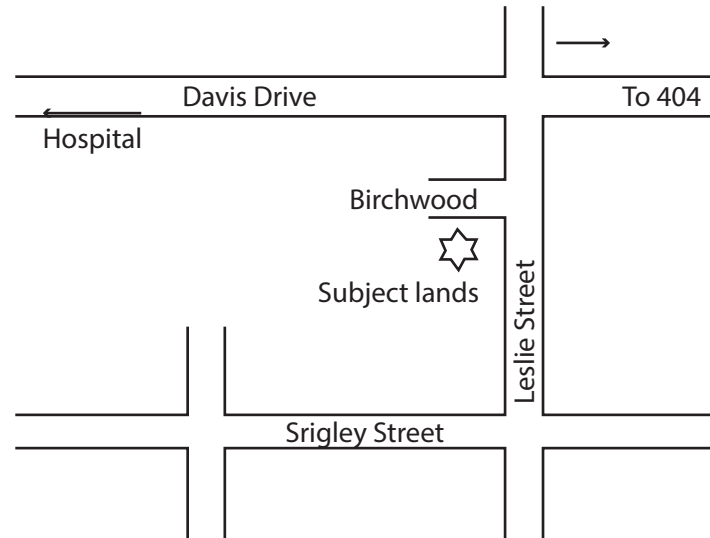 Davis Drive
To 404
Hospital
Birchwood
Subject lands
Leslie Street
Srigley Street